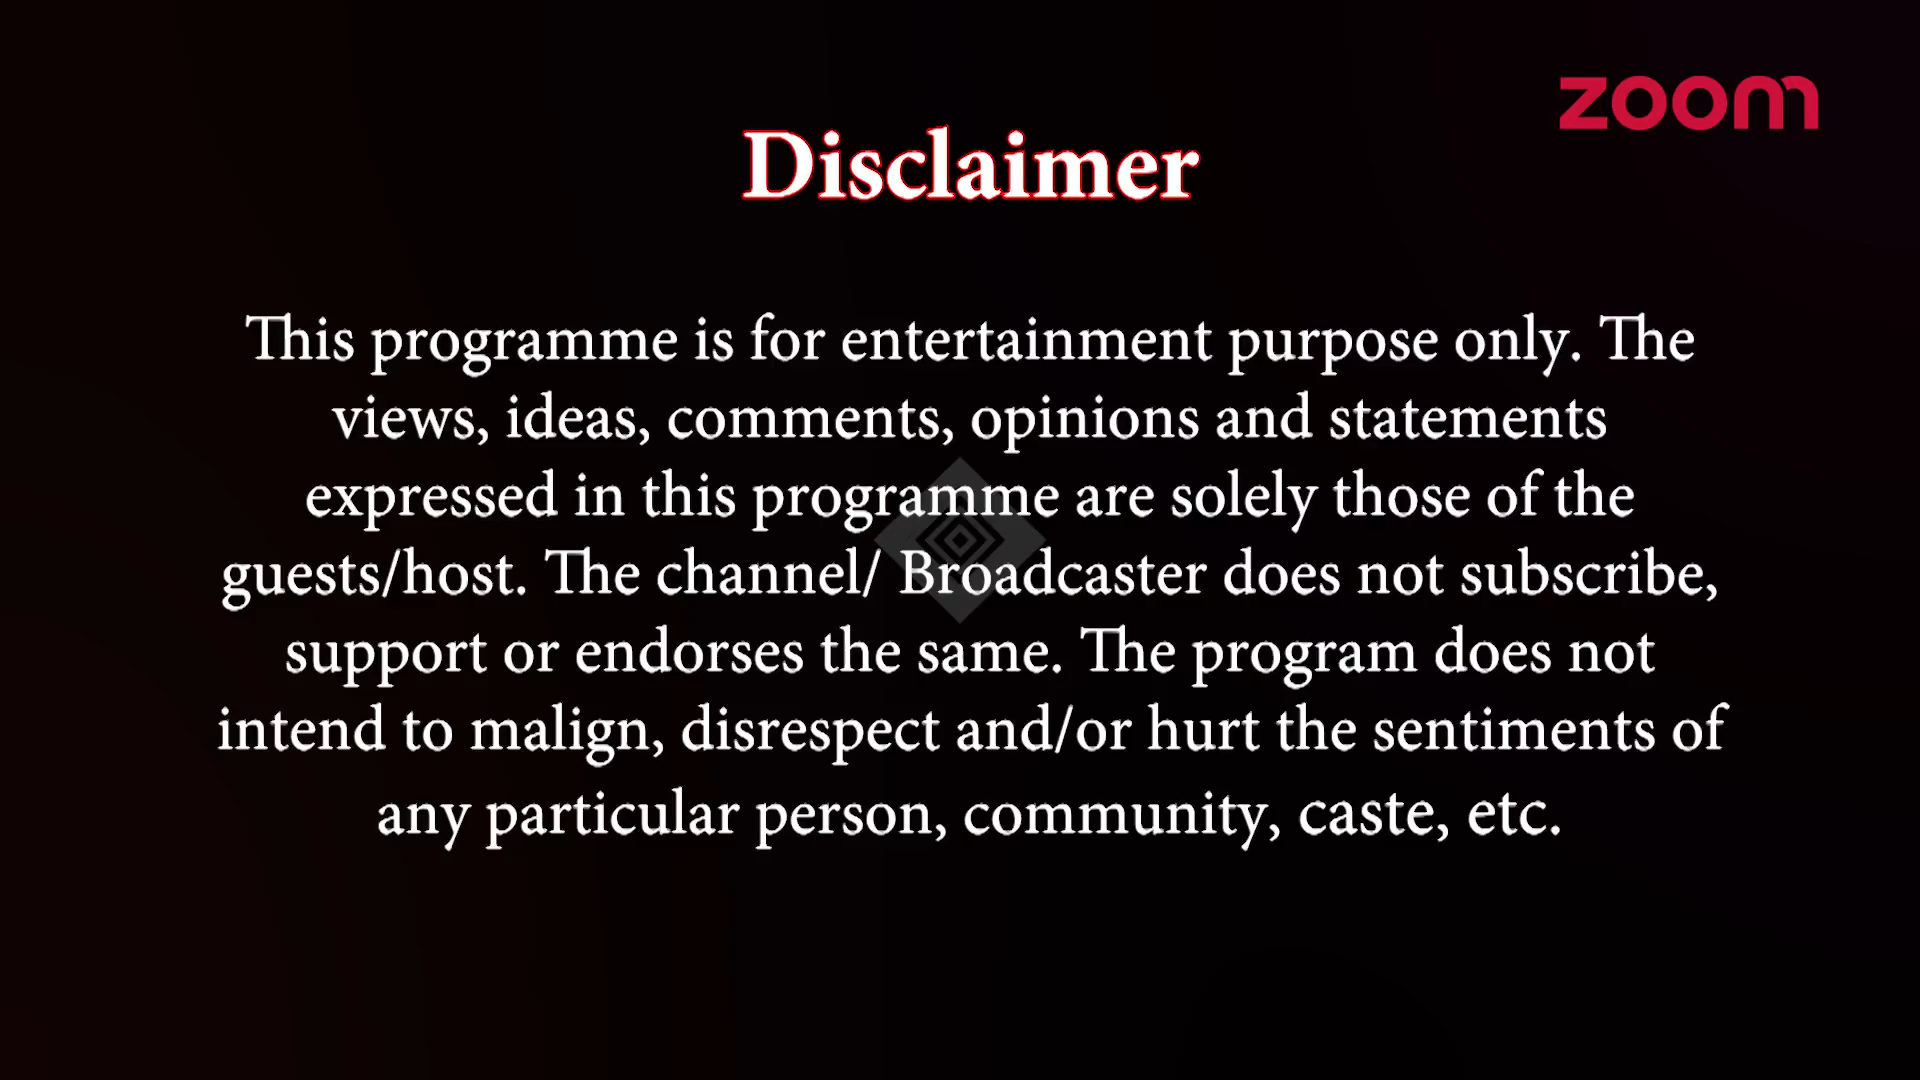 zoom
Disclaimer
This programme is for entertainment purpose only. The
views, ideas, comments, opinions and statements
expressed in this programme are solely those of the
guests/host. The channel/ Broadcaster does not subscribe,
support or endorses the same. The program does not
intend to malign, disrespect and/or hurt the sentiments of
any particular person, community, caste, etc.